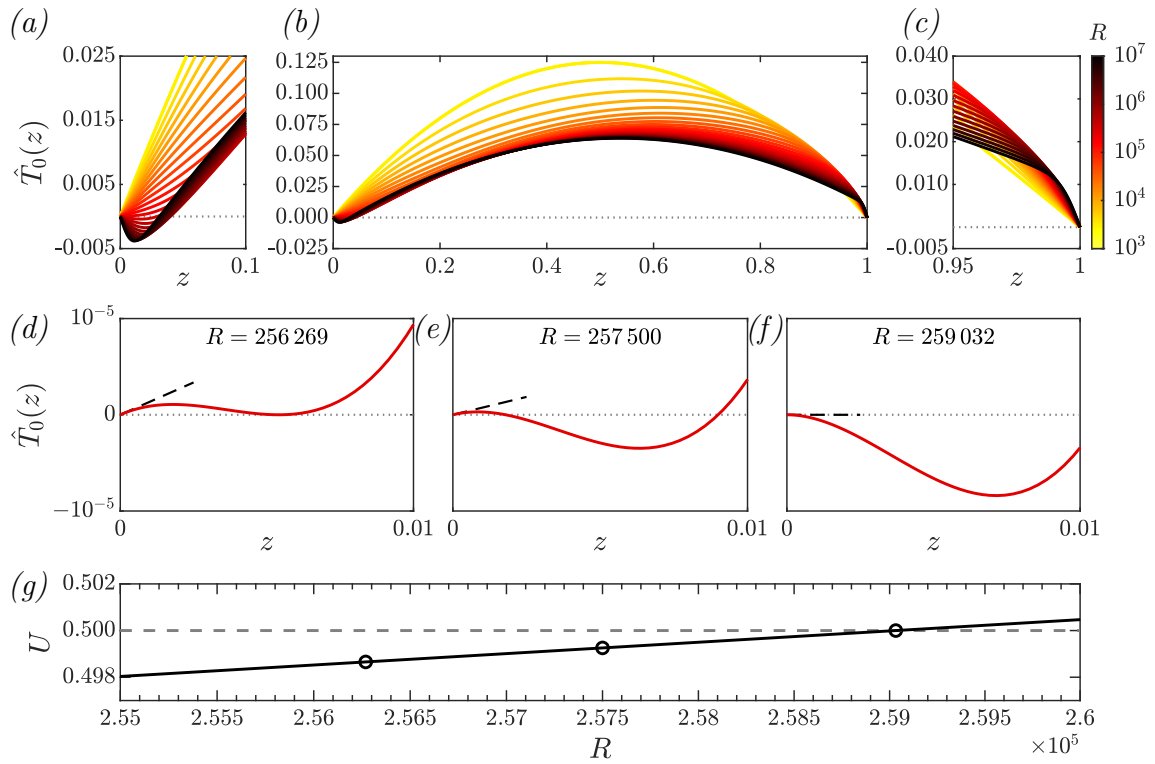 (a) (b) (c)
R
0.025 0.125 0.040 10^7
0.100 0.030
0.015 0.075 0.020 10^6
0.050 0.010 10^5
0.005 0.025 10^4
0.000
-0.005 -0.025 -0.005 10^3
T̂_0(z)
0 z 0.1 0 0.2 0.4 z 0.6 0.8 1 0.95 z 1
(d) (e) (f)
10^-5 R = 256 269 R = 257 500 R = 259 032
T̂_0(z)
0
−10^-5
0 z 0.01 0 z 0.01 0 z 0.01
(g)
0.502
U 0.500
0.498
2.55 2.555 2.56 2.565 2.57 2.575 2.58 2.585 2.59 2.595 2.6
R ×10^5